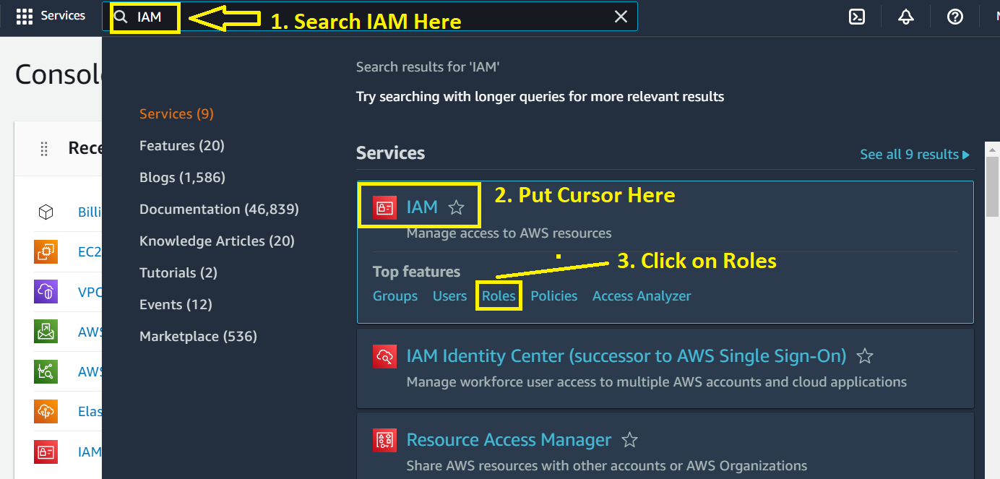 Services
IAM
1. Search IAM Here
Consol
Search results for 'IAM'
Try searching with longer queries for more relevant results
Services (9)
Features (20)
Blogs (1,586)
Documentation (46,839)
Knowledge Articles (20)
Tutorials (2)
Events (12)
Marketplace (536)
Rece
Billi
EC2
VPC
AWS
AWS
Elas
IAM
Services
See all 9 results
IAM
2. Put Cursor Here
Manage access to AWS resources
3. Click on Roles
Top features
Groups Users Roles Policies Access Analyzer
IAM Identity Center (successor to AWS Single Sign-On)
Manage workforce user access to multiple AWS accounts and cloud applications
Resource Access Manager
Share AWS resources with other accounts or AWS Organizations